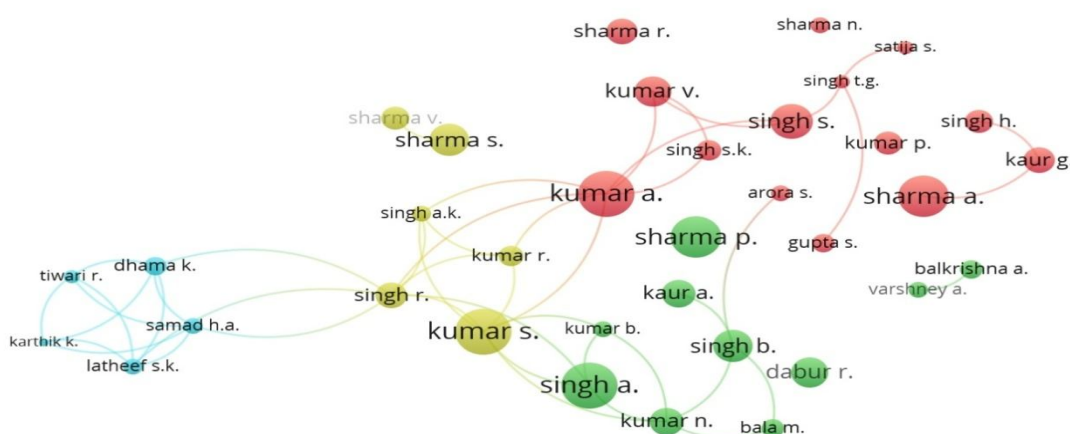 sharma n.
sharma r.
satija s.
singh t.g.
kumar v.
sharma v.
singh s.
singh h.
sharma s.
kumar p.
singh s.k.
kaur g
kumar a.
arora s.
sharma a.
singh a.k.
sharma p.
gupta s.
kumar r.
dhama k.
balkrishna a.
tiwari r.
varshney a.
singh r.
kaur a.
samad h.a.
kumar b.
kumar s.
karthik k.
singh b.
latheef s.k.
dabur r.
singh a.
kumar n.
bala m.